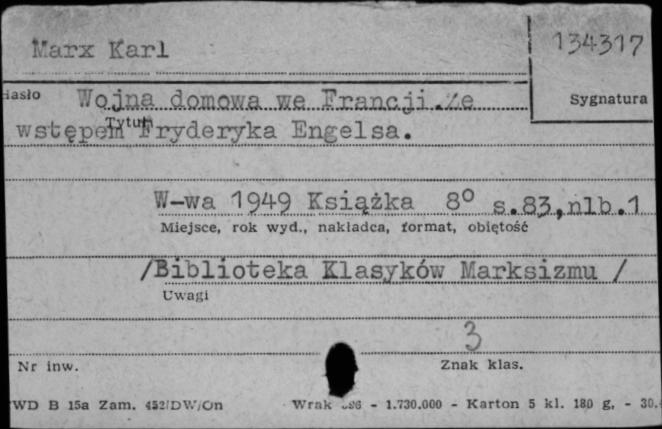 Marx Karl
134317
Hasło Wojna domowa we Francji.Ze
Sygnatura
Tytuł
wstępem Fryderyka Engelsa.
W-wa 1949 Książka 8° s.83,nlb.1
Miejsce, rok wyd., nakładca, format, objętość
/Biblioteka Klasyków Marksizmu /
Uwagi
3
Nr inw.
Znak klas.
WD B 15a Zam. 452/DW/On Wrak - 1.730.000 - Karton 5 kl. 180 g. - 30.